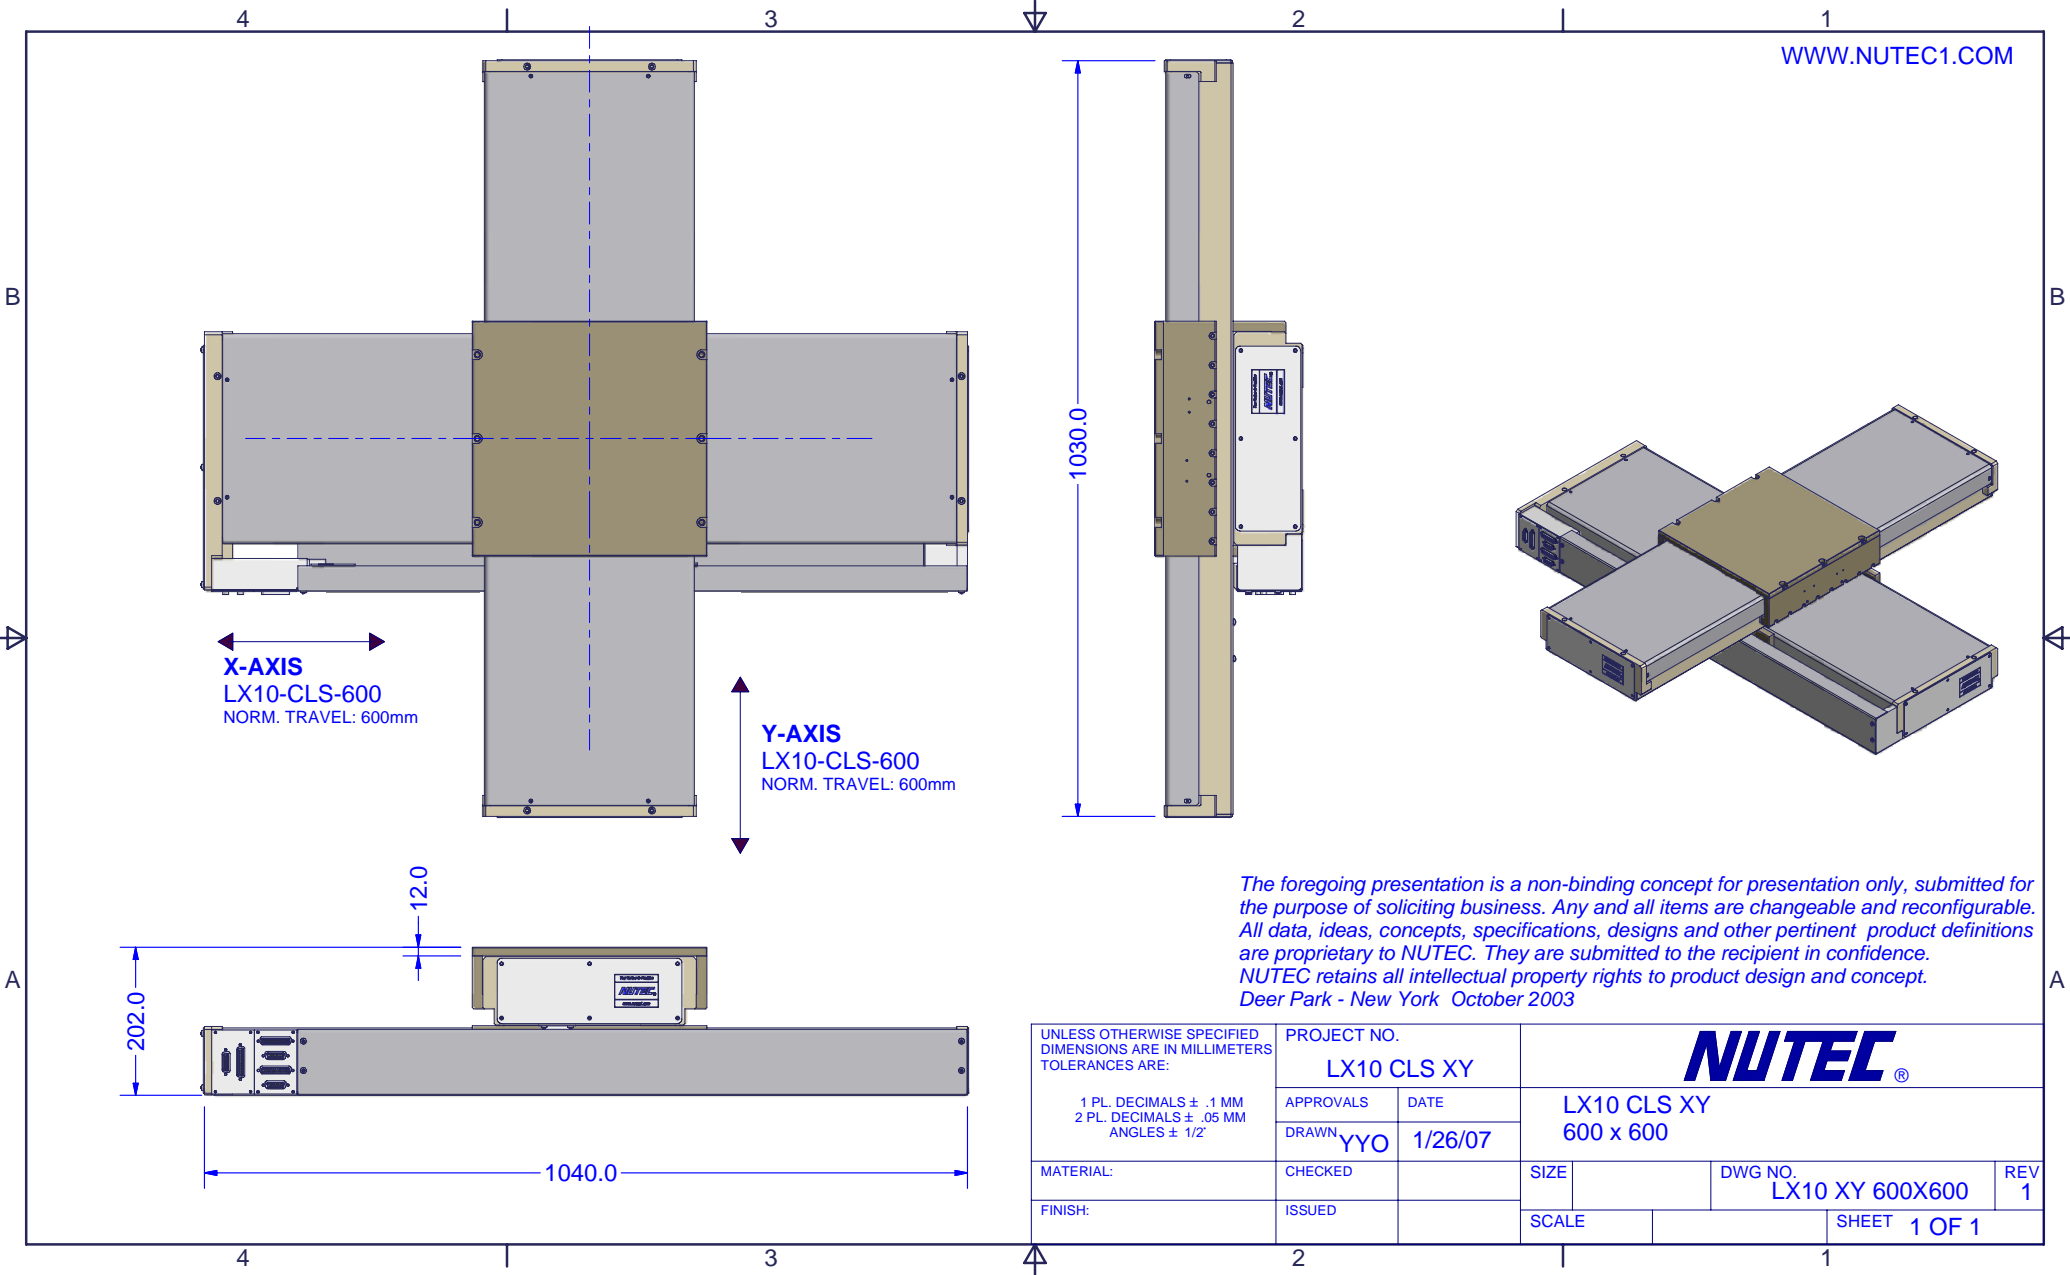 4
3
2
1
WWW.NUTEC1.COM
B
B
1030.0
NUTEC
X-AXIS
LX10-CLS-600
NORM. TRAVEL: 600mm
Y-AXIS
LX10-CLS-600
NORM. TRAVEL: 600mm
12.0
202.0
NUTEC
1040.0
A
A
The foregoing presentation is a non-binding concept for presentation only, submitted for
the purpose of soliciting business. Any and all items are changeable and reconfigurable.
All data, ideas, concepts, specifications, designs and other pertinent product definitions
are proprietary to NUTEC. They are submitted to the recipient in confidence.
NUTEC retains all intellectual property rights to product design and concept.
Deer Park - New York October 2003
UNLESS OTHERWISE SPECIFIED
DIMENSIONS ARE IN MILLIMETERS
TOLERANCES ARE:
1 PL. DECIMALS ± .1 MM
2 PL. DECIMALS ± .05 MM
ANGLES ± 1/2°
MATERIAL:
FINISH:
PROJECT NO.
LX10 CLS XY
APPROVALS DATE
DRAWN YYO 1/26/07
CHECKED
ISSUED
NUTEC ®
LX10 CLS XY
600 x 600
SIZE
DWG NO.
LX10 XY 600X600
REV
1
SCALE
SHEET 1 OF 1
4
3
2
1